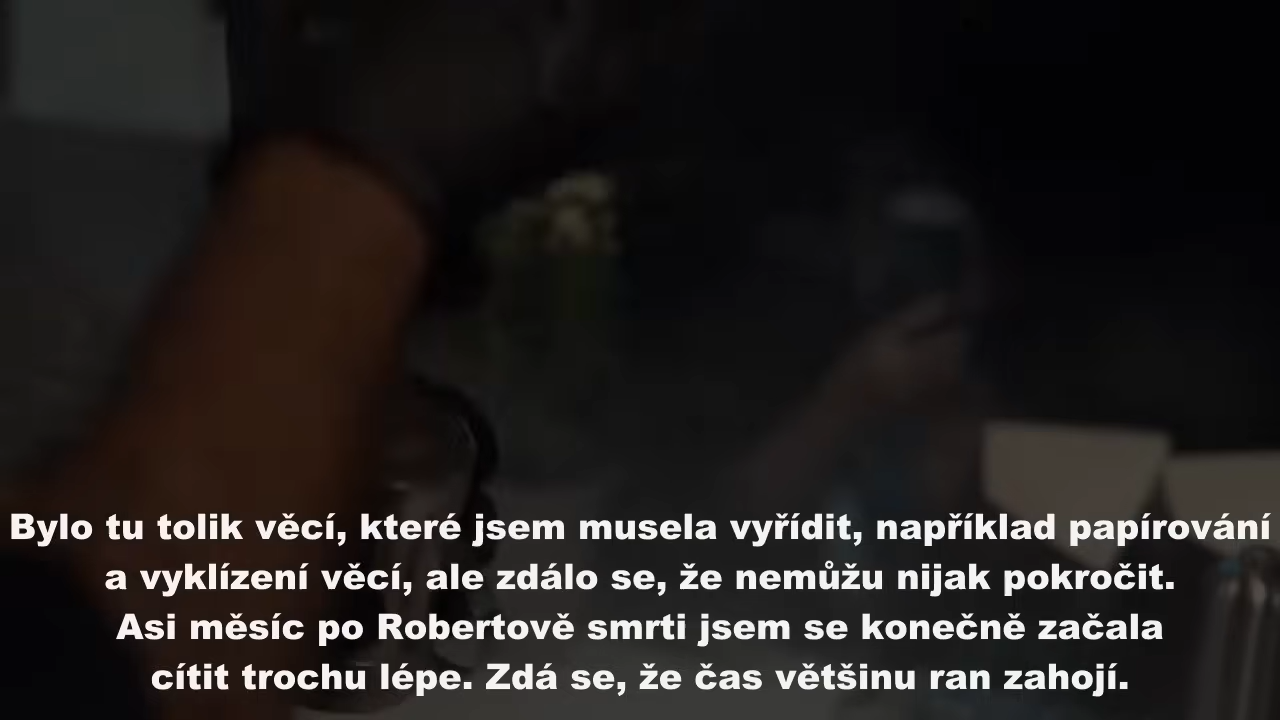 Bylo tu tolik věcí, které jsem musela vyřídit, například papírování
a vyklízení věcí, ale zdálo se, že nemůžu nijak pokročit.
Asi měsíc po Robertově smrti jsem se konečně začala
cítit trochu lépe. Zdá se, že čas většinu ran zahojí.